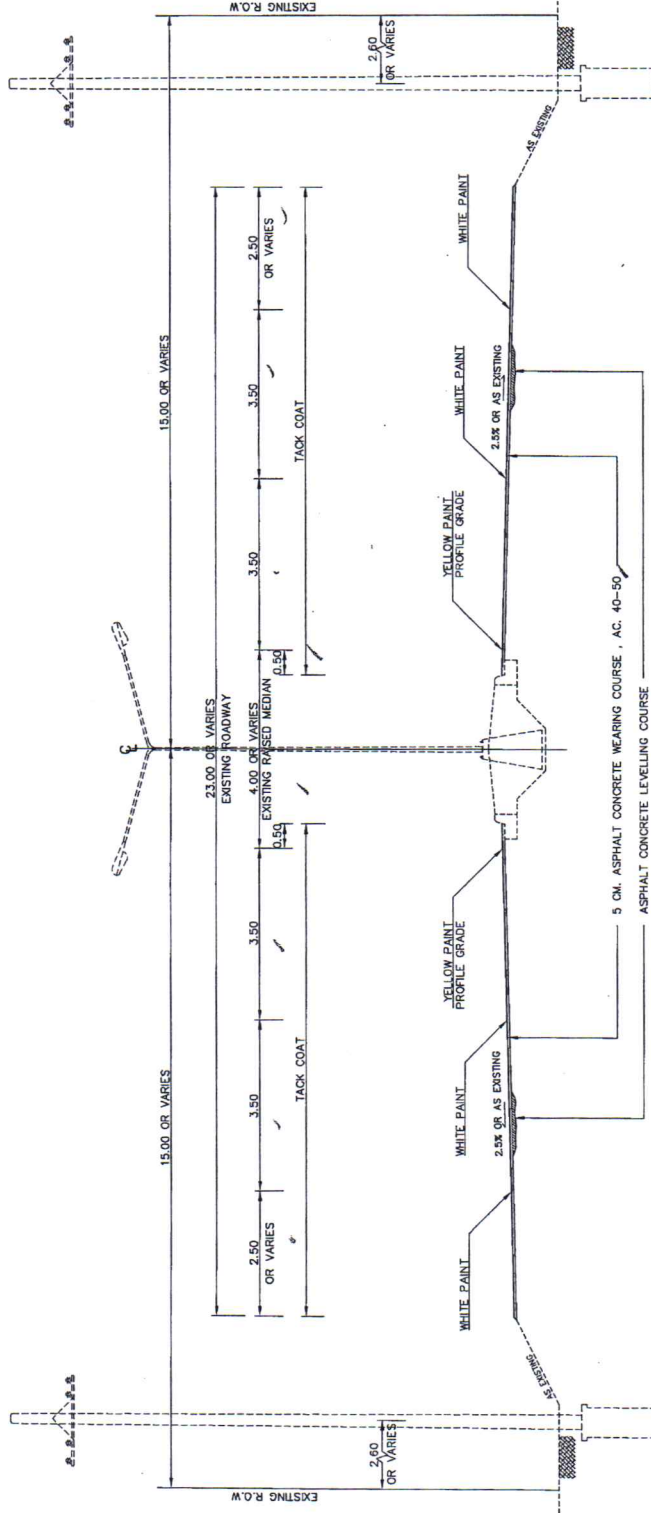 EXISTING R.O.W
EXISTING R.O.W
15.00 OR VARIES
15.00 OR VARIES
2.60
OR VARIES
2.60
OR VARIES
℄
23.00 OR VARIES
EXISTING ROADWAY
2.50
OR VARIES
3.50
3.50
4.00 OR VARIES
EXISTING RAISED MEDIAN
3.50
3.50
2.50
OR VARIES
0.50
0.50
TACK COAT
TACK COAT
AS EXISTING
WHITE PAINT
WHITE PAINT
YELLOW PAINT
PROFILE GRADE
YELLOW PAINT
PROFILE GRADE
WHITE PAINT
WHITE PAINT
AS EXISTING
2.5% OR AS EXISTING
2.5% OR AS EXISTING
5 CM. ASPHALT CONCRETE WEARING COURSE , AC. 40-50
ASPHALT CONCRETE LEVELLING COURSE